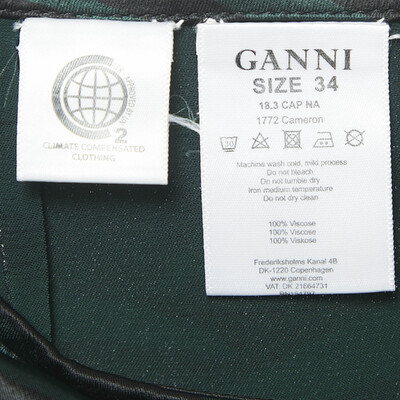 2
CLIMATE COMPENSATED
CLOTHING
GANNI
SIZE 34
18.3 CAP NA
1772 Cameron
30
Machine wash cold, mild process
Do not bleach
Do not tumble dry
Iron medium temperature
Do not dry clean
100% Viscose
100% Viscose
100% Viskose
Frederiksholms Kanal 4B
DK-1220 Copenhagen
www.ganni.com
VAT DK 21664731